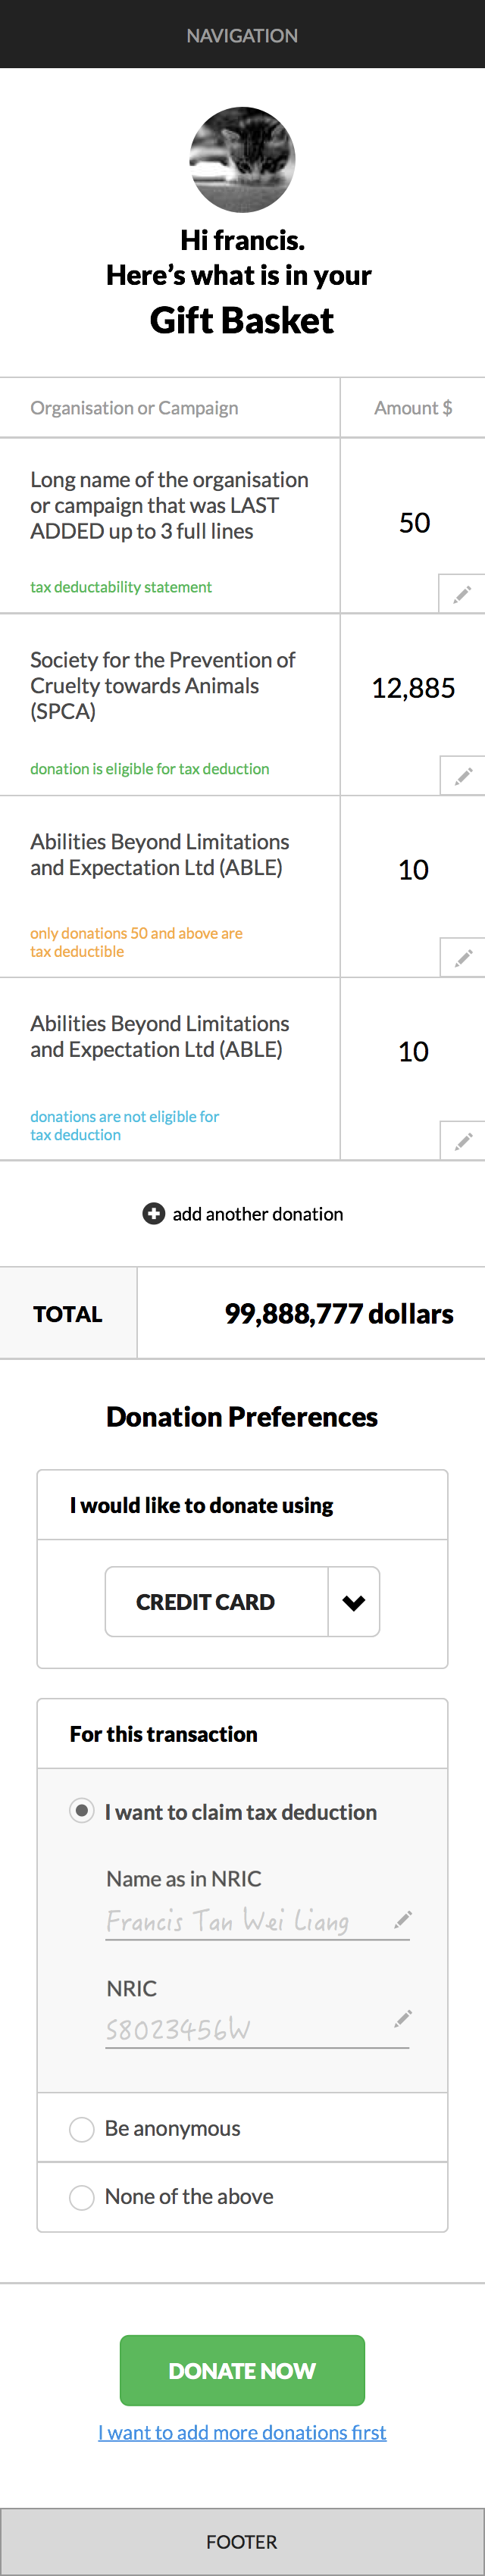 NAVIGATION
Hi francis.
Here’s what is in your
Gift Basket
Organisation or Campaign
Amount $
Long name of the organisation
or campaign that was LAST
ADDED up to 3 full lines
50
tax deductability statement
Society for the Prevention of
Cruelty towards Animals
(SPCA)
12,885
donation is eligible for tax deduction
Abilities Beyond Limitations
and Expectation Ltd (ABLE)
10
only donations 50 and above are
tax deductible
Abilities Beyond Limitations
and Expectation Ltd (ABLE)
10
donations are not eligible for
tax deduction
add another donation
TOTAL
99,888,777 dollars
Donation Preferences
I would like to donate using
CREDIT CARD
For this transaction
I want to claim tax deduction
Name as in NRIC
Francis Tan Wei Liang
NRIC
S8023456W
Be anonymous
None of the above
DONATE NOW
I want to add more donations first
FOOTER